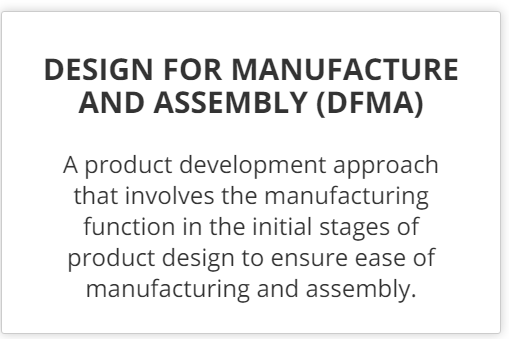 DESIGN FOR MANUFACTURE
AND ASSEMBLY (DFMA)
A product development approach
that involves the manufacturing
function in the initial stages of
product design to ensure ease of
manufacturing and assembly.